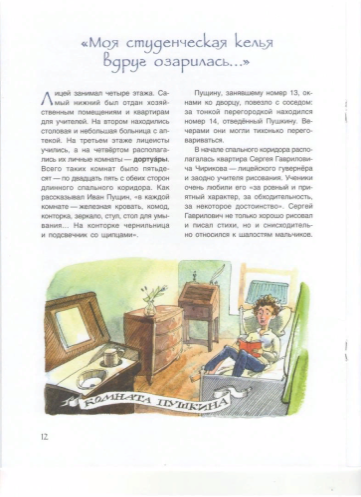 «Моя студенческая келья
вдруг озарилась...»
Лицей занимал четыре этажа. Са-
мый нижний был отдан хозяй-
ственным помещениям и квартирам
для учителей. На втором находились
столовая и небольшая больница с ап-
текой. На третьем этаже лицеисты
учились, а на четвёртом располага-
лись их личные комнаты — дортуары.
Всего таких комнат было пятьде-
сят — по двадцать пять с обеих сторон
длинного спального коридора. Как
рассказывал Иван Пущин, «в каждой
комнате — железная кровать, комод,
конторка, зеркало, стул, стол для умы-
вания... На конторке чернильница
и подсвечник со щипцами».
Пущину, занявшему номер 13, ок-
нами ко дворцу, повезло с соседом:
за тонкой перегородкой находился
номер 14, отведённый Пушкину. Ве-
черами они могли тихонько перего-
вариваться.
В начале спального коридора распо-
лагалась квартира Сергея Гаврилови-
ча Чирикова — лицейского гувернёра
и заодно учителя рисования. Ученики
очень любили его «за ровный и при-
ятный характер, за обходительность,
за некоторое достоинство». Сергей
Гаврилович не только хорошо рисовал
и писал стихи, но и снисходитель-
но относился к шалостям мальчиков.
КОМНАТА ПУШКИНА
12